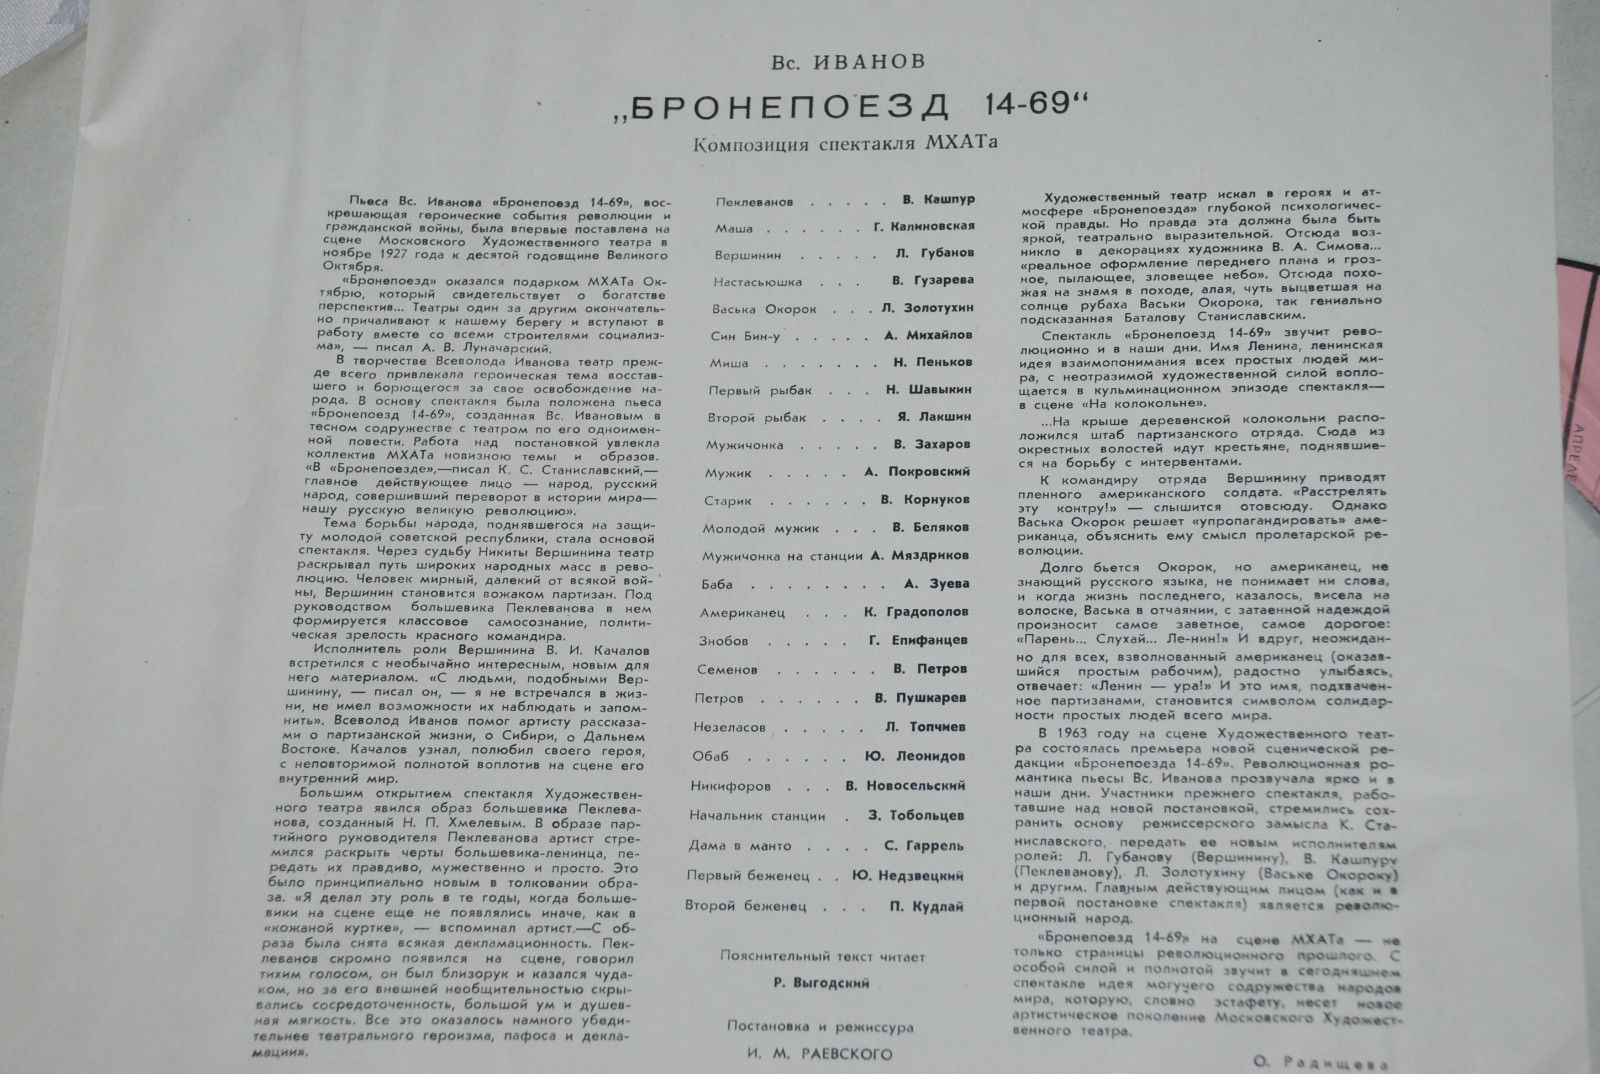 Вс. ИВАНОВ
„БРОНЕПОЕЗД 14-69“
Композиция спектакля МХАТа
Пьеса Вс. Иванова «Бронепоезд 14-69», вос-
крешающая героические события революции и
гражданской войны, была впервые поставлена на
сцене Московского Художественного театра в
ноябре 1927 года к десятой годовщине Великого
Октября.
«Бронепоезд» оказался подарком МХАТа Ок-
тябрю, который свидетельствует о богатстве
перспектив... Театры один за другим окончатель-
но причаливают к нашему берегу и вступают в
работу вместе со всеми строителями социализ-
ма», — писал А. В. Луначарский.
В творчестве Всеволода Иванова театр преж-
де всего привлекала героическая тема восстав-
шего и борющегося за свое освобождение на-
рода. В основу спектакля была положена пьеса
«Бронепоезд 14-69», созданная Вс. Ивановым в
тесном содружестве с театром по его одноимен-
ной повести. Работа над постановкой увлекла
коллектив МХАТа новизною темы и образов.
«В «Бронепоезде»,—писал К. С. Станиславский,—
главное действующее лицо — народ, русский
народ, совершивший переворот в истории мира—
нашу русскую великую революцию».
Тема борьбы народа, поднявшегося на защи-
ту молодой советской республики, стала основой
спектакля. Через судьбу Никиты Вершинина театр
раскрывал путь широких народных масс в рево-
люцию. Человек мирный, далекий от всякой вой-
ны, Вершинин становится вожаком партизан. Под
руководством большевика Пеклеванова в нем
формируется классовое самосознание, полити-
ческая зрелость красного командира.
Исполнитель роли Вершинина В. И. Качалов
встретился с необычайно интересным, новым для
него материалом. «С людьми, подобными Вер-
шинину, — писал он, — я не встречался в жиз-
ни, не имел возможности их наблюдать и запом-
нить». Всеволод Иванов помог артисту рассказа-
ми о партизанской жизни, о Сибири, о Дальнем
Востоке. Качалов узнал, полюбил своего героя,
с неповторимой полнотой воплотив на сцене его
внутренний мир.
Большим открытием спектакля Художествен-
ного театра явился образ большевика Пеклева-
нова, созданный Н. П. Хмелевым. В образе пар-
тийного руководителя Пеклеванова артист стре-
мился раскрыть черты большевика-ленинца, пе-
редать их правдиво, мужественно и просто. Это
было принципиально новым в толковании обра-
за. «Я делал эту роль в те годы, когда больше-
вики на сцене еще не появлялись иначе, как в
«кожаной куртке», — вспоминал артист.—С об-
раза была снята всякая декламационность. Пек-
леванов скромно появился на сцене, говорил
тихим голосом, он был близорук и казался чуда-
ком, но за его внешней необщительностью скры-
вались сосредоточенность, большой ум и душев-
ная мягкость. Все это оказалось намного убеди-
тельнее театрального героизма, пафоса и декла-
мации».
Пеклеванов . . . . . В. Кашпур
Маша . . . . . . Г. Калиновская
Вершинин . . . . . Л. Губанов
Настасьюшка . . . В. Гузарева
Васька Окорок . . . Л. Золотухин
Син Бин-у . . . . . А. Михайлов
Миша . . . . . . . Н. Пеньков
Первый рыбак . . . Н. Шавыкин
Второй рыбак . . . . Я. Лакшин
Мужичонка . . . . . В. Захаров
Мужик . . . . . А. Покровский
Старик . . . . . . В. Корнуков
Молодой мужик . . . В. Беляков
Мужичонка на станции А. Мяздриков
Баба . . . . . . . . А. Зуева
Американец . . . К. Градополов
Знобов . . . . . Г. Епифанцев
Семенов . . . . . . В. Петров
Петров . . . . . . В. Пушкарев
Незеласов . . . . . Л. Топчиев
Обаб . . . . . . Ю. Леонидов
Никифоров . . . В. Новосельский
Начальник станции . З. Тобольцев
Дама в манто . . . . С. Гаррель
Первый беженец . . Ю. Недзвецкий
Второй беженец . . . П. Кудлай
Пояснительный текст читает
Р. Выгодский
Постановка и режиссура
И. М. РАЕВСКОГО
Художественный театр искал в героях и ат-
мосфере «Бронепоезда» глубокой психологичес-
кой правды. Но правда эта должна была быть
яркой, театрально выразительной. Отсюда воз-
никло в декорациях художника В. А. Симова...
«реальное оформление переднего плана и гроз-
ное, пылающее, зловещее небо». Отсюда похо-
жая на знамя в походе, алая, чуть выцветшая на
солнце рубаха Васьки Окорока, так гениально
подсказанная Баталову Станиславским.
Спектакль «Бронепоезд 14-69» звучит рево-
люционно и в наши дни. Имя Ленина, ленинская
идея взаимопонимания всех простых людей ми-
ра, с неотразимой художественной силой вопло-
щается в кульминационном эпизоде спектакля—
в сцене «На колокольне».
...На крыше деревенской колокольни распо-
ложился штаб партизанского отряда. Сюда из
окрестных волостей идут крестьяне, поднявшие-
ся на борьбу с интервентами.
К командиру отряда Вершинину приводят
пленного американского солдата. «Расстрелять
эту контру!» — слышится отовсюду. Однако
Васька Окорок решает «упропагандировать» аме-
риканца, объяснить ему смысл пролетарской ре-
волюции.
Долго бьется Окорок, но американец, не
знающий русского языка, не понимает ни слова,
и когда жизнь последнего, казалось, висела на
волоске, Васька в отчаянии, с затаенной надеждой
произносит самое заветное, самое дорогое:
«Парень... Слухай... Ле-нин!» И вдруг, неожидан-
но для всех, взволнованный американец (оказав-
шийся простым рабочим), радостно улыбаясь,
отвечает: «Ленин — ура!» И это имя, подхвачен-
ное партизанами, становится символом солидар-
ности простых людей всего мира.
В 1963 году на сцене Художественного теат-
ра состоялась премьера новой сценической ре-
дакции «Бронепоезда 14-69». Революционная ро-
мантика пьесы Вс. Иванова прозвучала ярко и в
наши дни. Участники прежнего спектакля, рабо-
тавшие над новой постановкой, стремились сох-
ранить основу режиссерского замысла К. Ста-
ниславского, передать ее новым исполнителям
ролей: Л. Губанову (Вершинину), В. Кашпуру
(Пеклеванову), Л. Золотухину (Ваське Окороку)
и другим. Главным действующим лицом (как и в
первой постановке спектакля) является револю-
ционный народ.
«Бронепоезд 14-69» на сцене МХАТа — не
только страницы революционного прошлого. С
особой силой и полнотой звучит в сегодняшнем
спектакле идея могучего содружества народов
мира, которую, словно эстафету, несет новое
артистическое поколение Московского Художест-
венного театра.
О. Радищева
АПРЕЛЕ